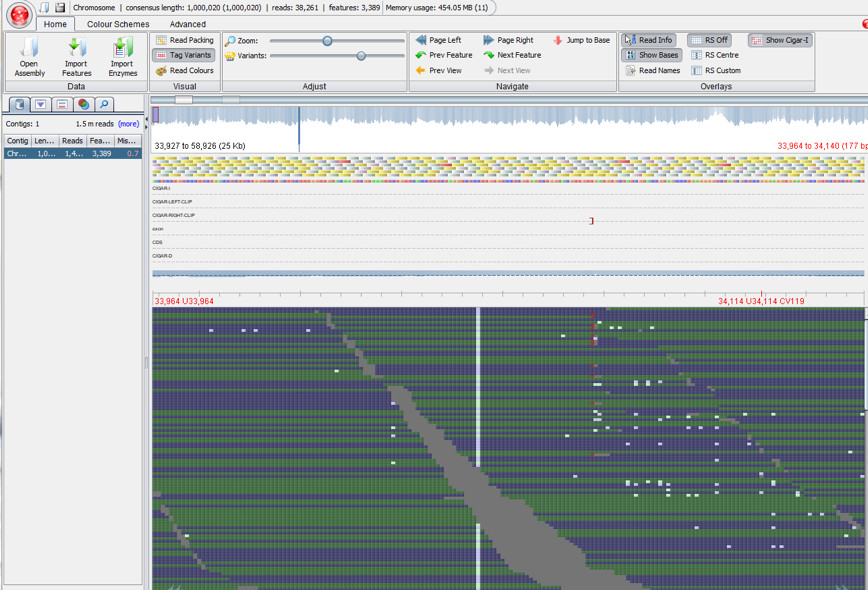 Chromosome | consensus length: 1,000,020 (1,000,020) | reads: 38,261 | features: 3,389 Memory usage: 454.05 MB (11)
Home Colour Schemes Advanced
Read Packing Zoom: Page Left Page Right Jump to Base Read Info RS Off Show Cigar-I
Tag Variants Variants: Prev Feature Next Feature Show Bases RS Centre
Open Assembly Import Features Import Enzymes Read Colours Prev View Next View Read Names RS Custom
Data Visual Adjust Navigate Overlays
Contigs: 1 1.5 m reads (more)
Contig Len... Reads Fea... Mis...
Chr... 1,0... 1,4... 3,389 0.7
33,927 to 58,926 (25 Kb) 33,964 to 34,140 (177 bp
CIGAR-I
CIGAR-LEFT-CLIP
CIGAR-RIGHT-CLIP
exon
CDS
CIGAR-D
33,964 U33,964 34,114 U34,114 CV119